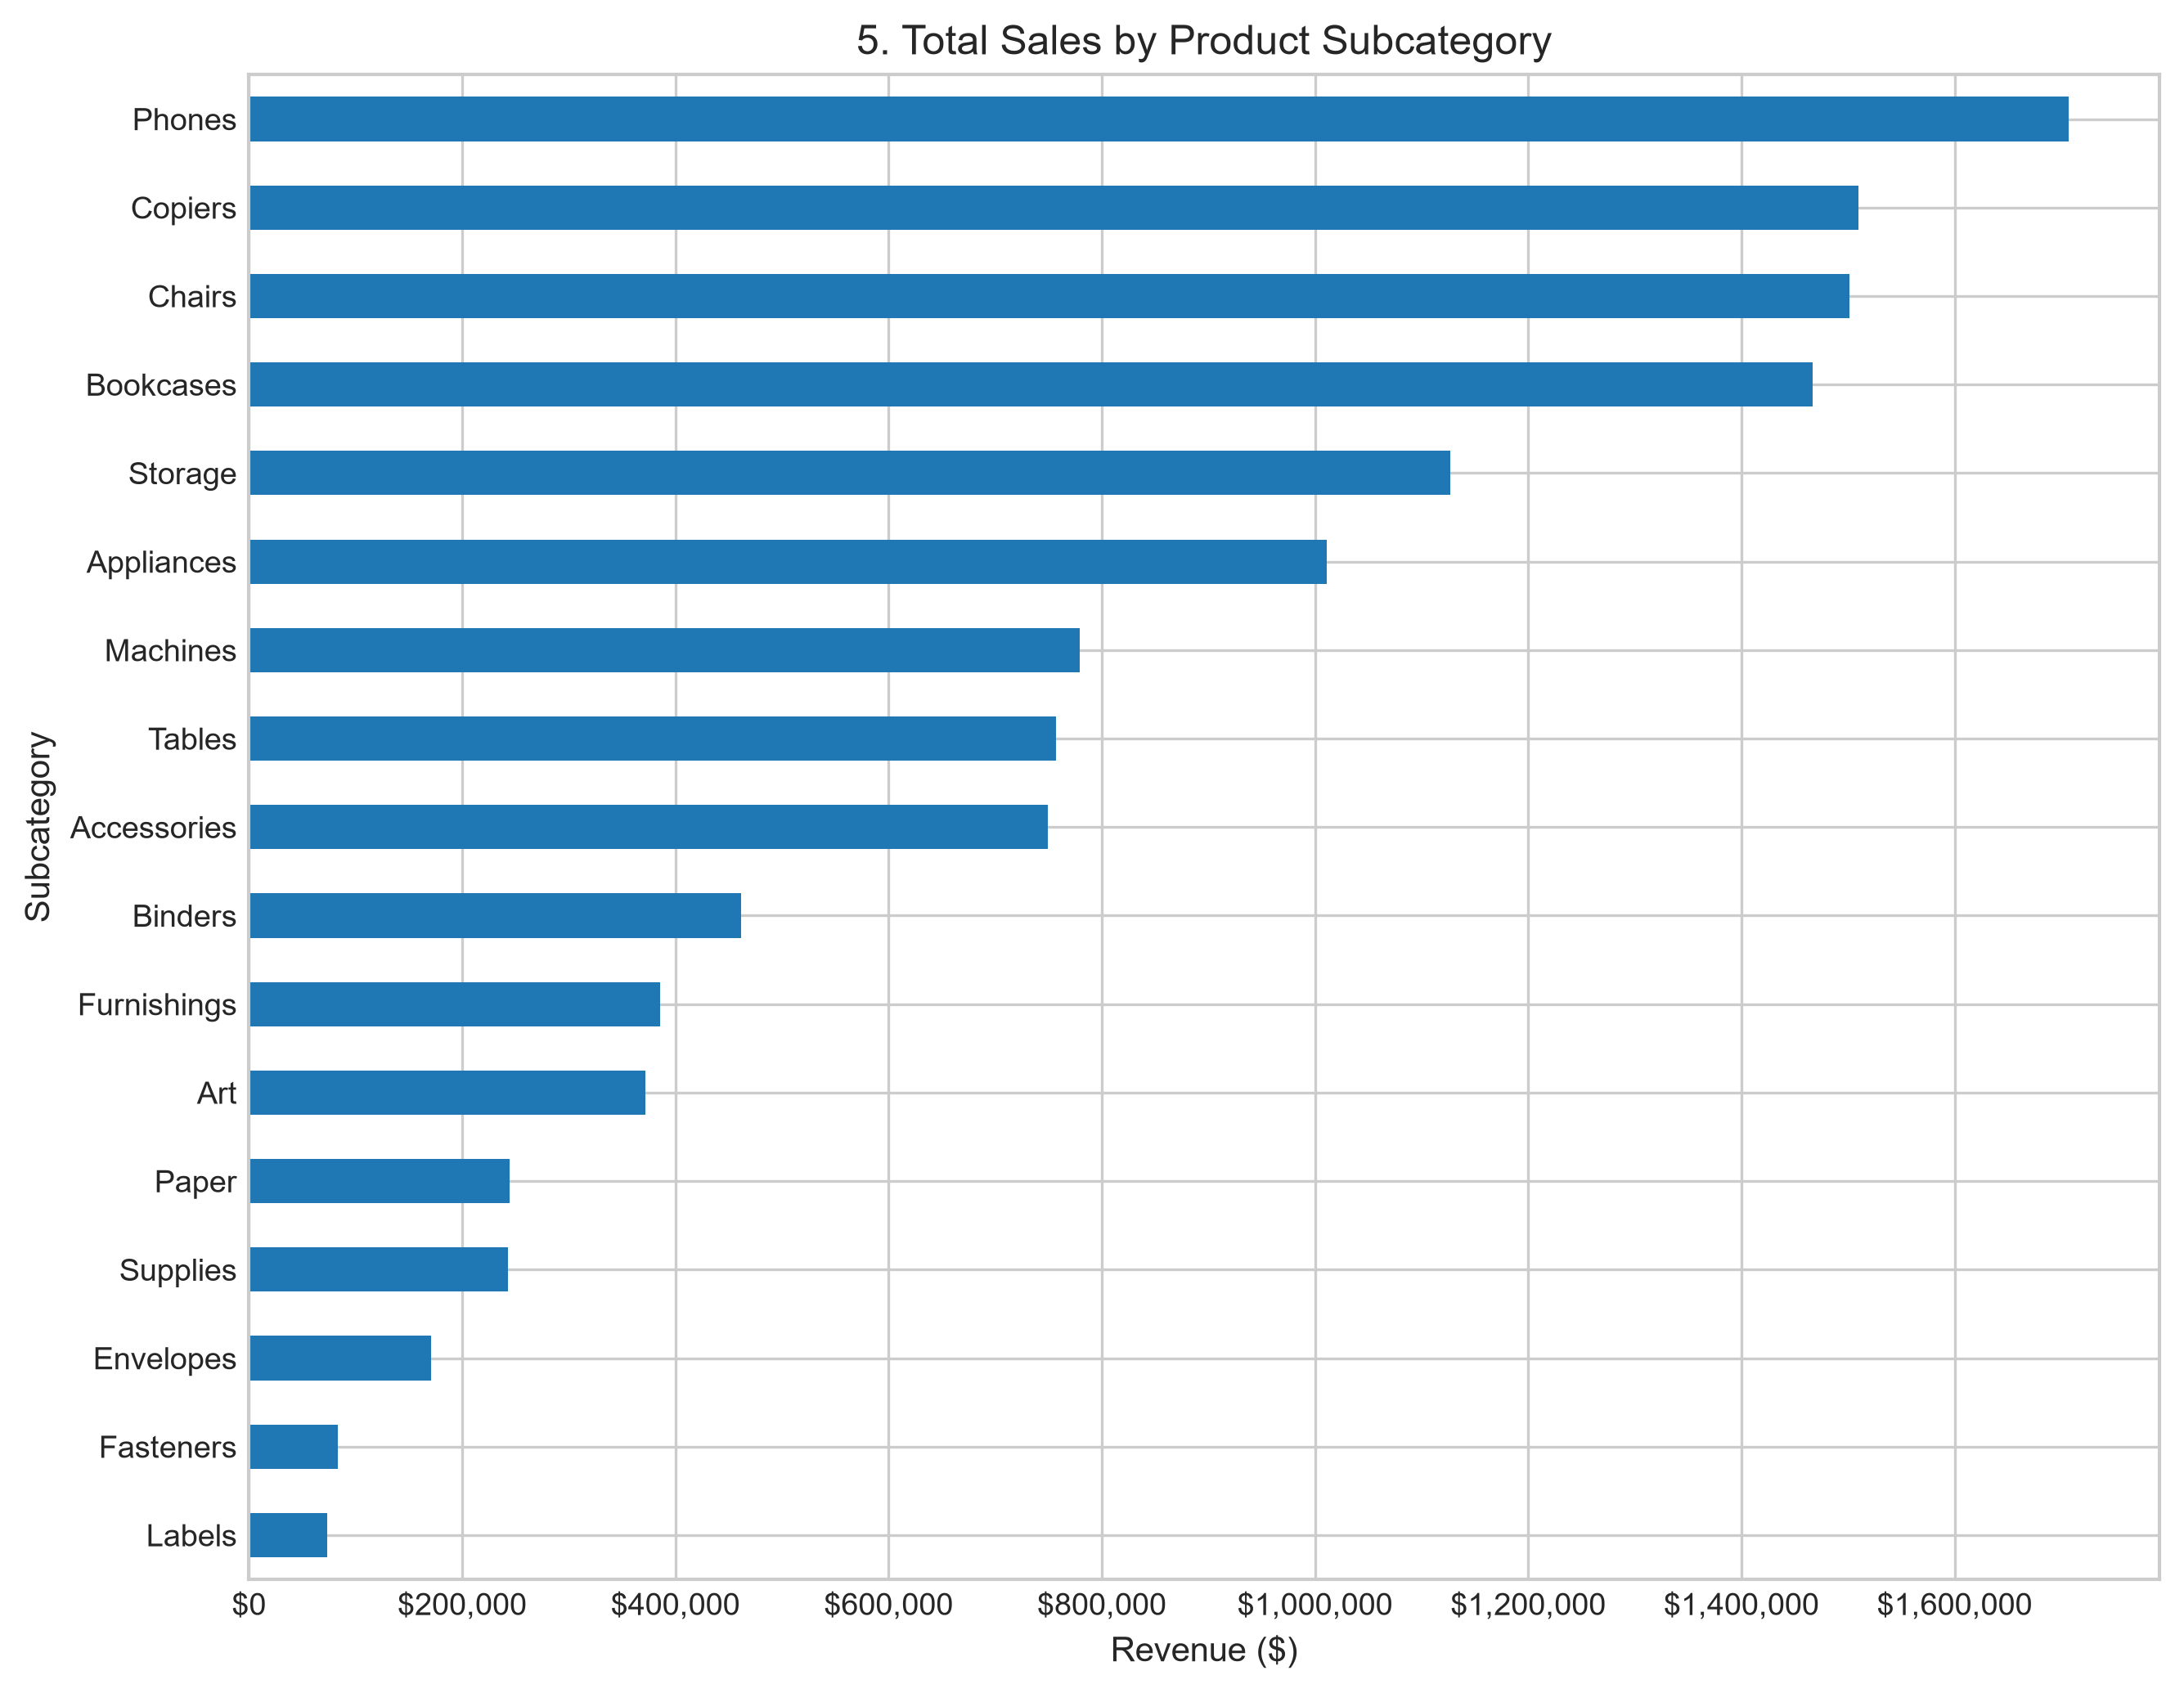 5. Total Sales by Product Subcategory
Subcategory
Phones
Copiers
Chairs
Bookcases
Storage
Appliances
Machines
Tables
Accessories
Binders
Furnishings
Art
Paper
Supplies
Envelopes
Fasteners
Labels
$0 $200,000 $400,000 $600,000 $800,000 $1,000,000 $1,200,000 $1,400,000 $1,600,000
Revenue ($)